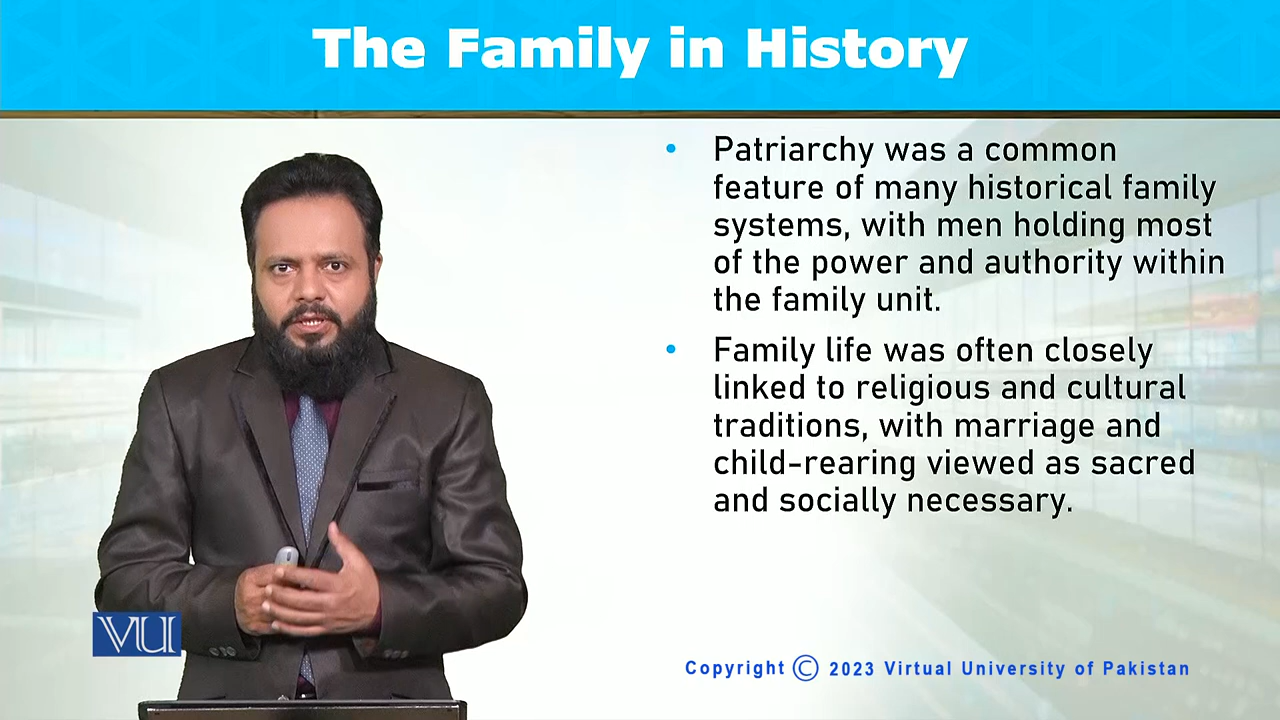 The Family in History
• Patriarchy was a common
feature of many historical family
systems, with men holding most
of the power and authority within
the family unit.
• Family life was often closely
linked to religious and cultural
traditions, with marriage and
child-rearing viewed as sacred
and socially necessary.
VU
Copyright © 2023 Virtual University of Pakistan